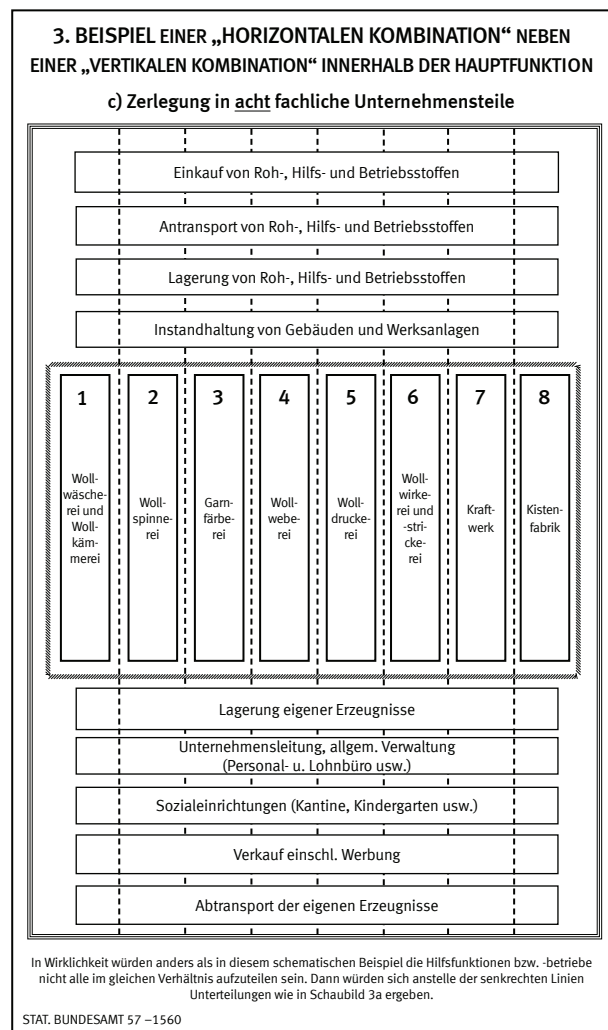 3. BEISPIEL EINER „HORIZONTALEN KOMBINATION“ NEBEN
EINER „VERTIKALEN KOMBINATION“ INNERHALB DER HAUPTFUNKTION
c) Zerlegung in acht fachliche Unternehmensteile
Einkauf von Roh-, Hilfs- und Betriebsstoffen
Antransport von Roh-, Hilfs- und Betriebsstoffen
Lagerung von Roh-, Hilfs- und Betriebsstoffen
Instandhaltung von Gebäuden und Werksanlagen
1
Woll-
wäsche-
rei und
Woll-
käm-
merei
2
Woll-
spinne-
rei
3
Garn-
färbe-
rei
4
Woll-
webe-
rei
5
Woll-
drucke-
rei
6
Woll-
wirke-
rei und
-stri-
cke-
rei
7
Kraft-
werk
8
Kisten-
fabrik
Lagerung eigener Erzeugnisse
Unternehmensleitung, allgem. Verwaltung
(Personal- u. Lohnbüro usw.)
Sozialeinrichtungen (Kantine, Kindergarten usw.)
Verkauf einschl. Werbung
Abtransport der eigenen Erzeugnisse
In Wirklichkeit würden anders als in diesem schematischen Beispiel die Hilfsfunktionen bzw. -betriebe
nicht alle im gleichen Verhältnis aufzuteilen sein. Dann würden sich anstelle der senkrechten Linien
Unterteilungen wie in Schaubild 3a ergeben.
STAT. BUNDESAMT 57 –1560